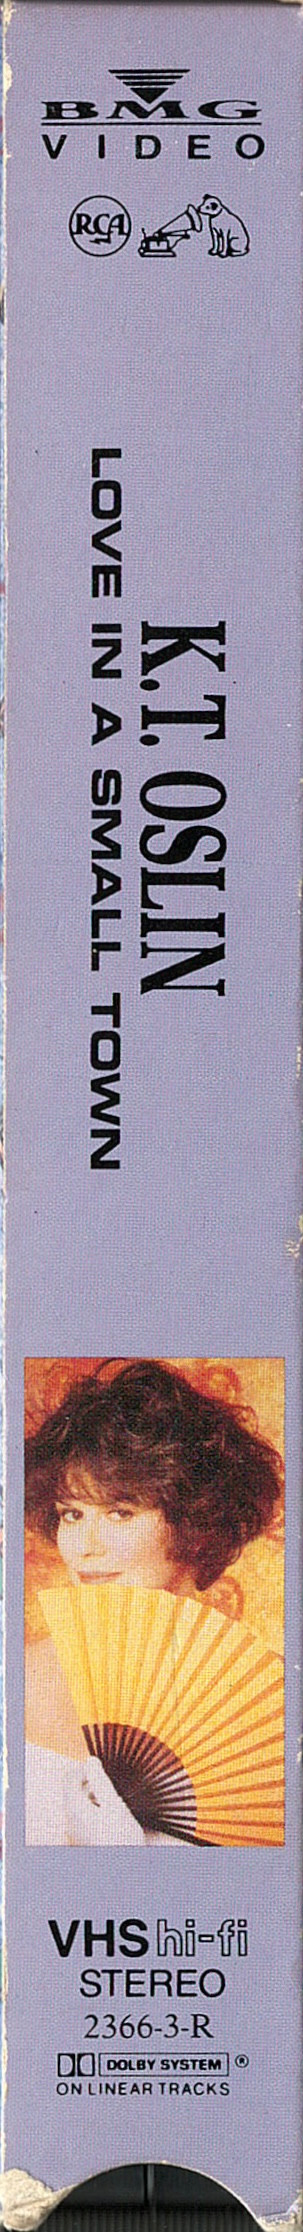 BMG
VIDEO
RCA
K.T. OSLIN
LOVE IN A SMALL TOWN
VHS hi-fi
STEREO
2366-3-R
DOLBY SYSTEM ®
ON LINEAR TRACKS